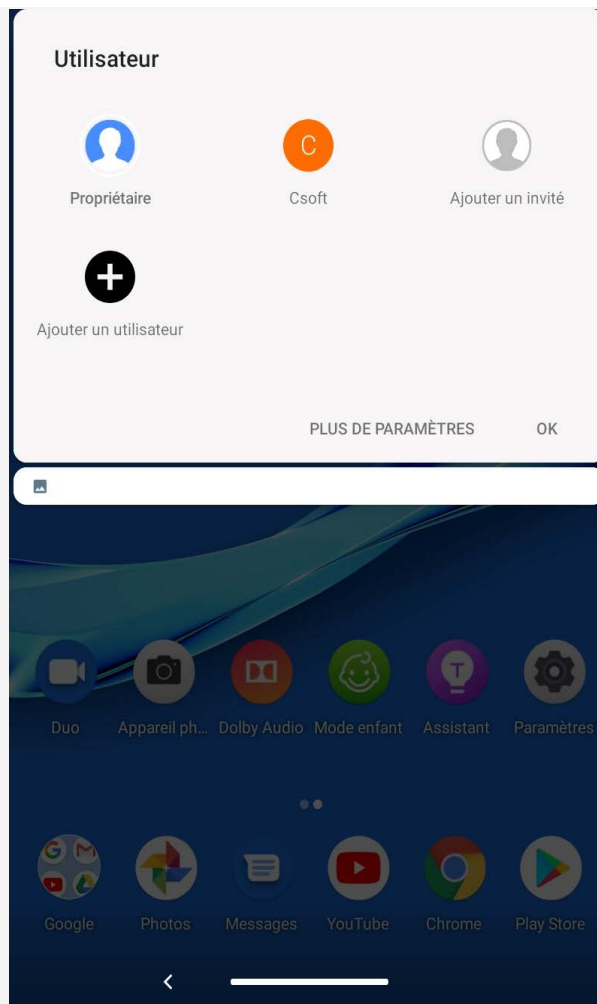 Utilisateur
C
Propriétaire Csoft Ajouter un invité
Ajouter un utilisateur
PLUS DE PARAMÈTRES OK
T
Duo Appareil ph... Dolby Audio Mode enfant Assistant Paramètres
G M
Google Photos Messages YouTube Chrome Play Store